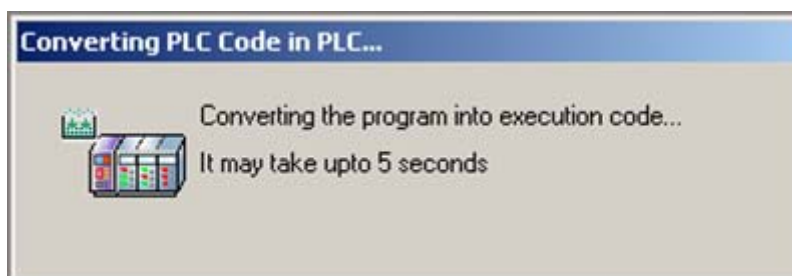 Converting PLC Code in PLC...
Converting the program into execution code...
It may take upto 5 seconds